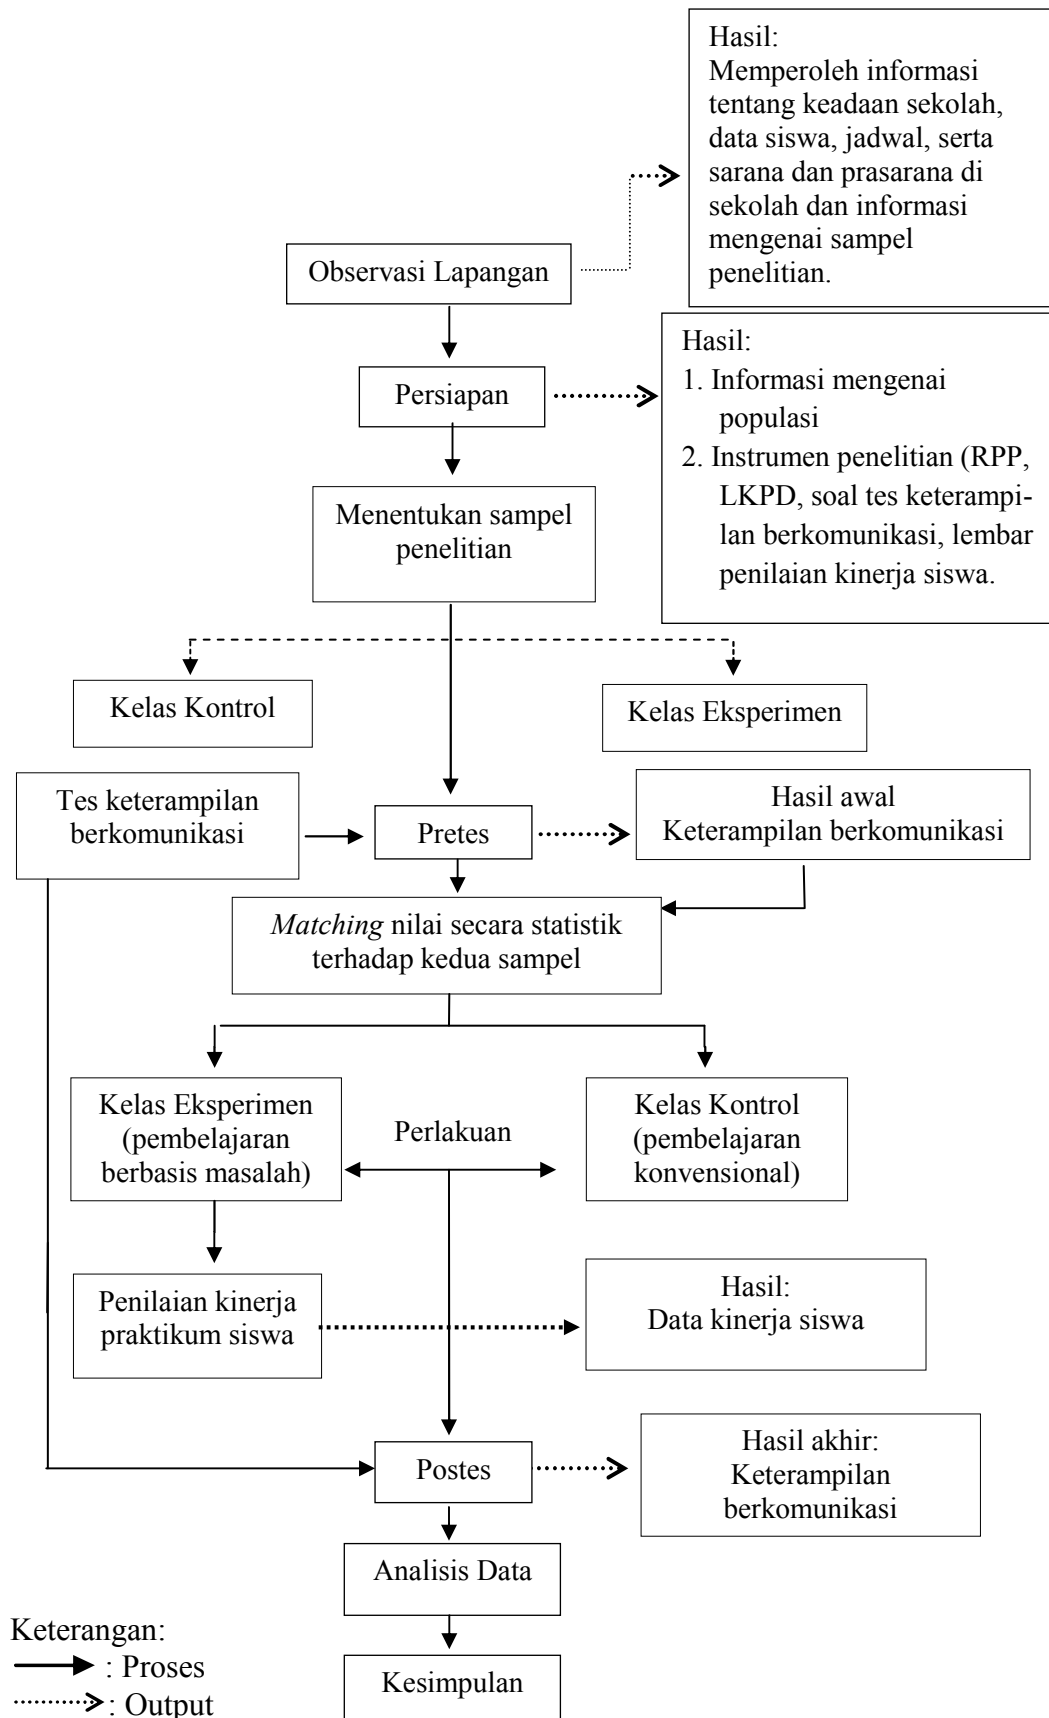 Hasil:
Memperoleh informasi
tentang keadaan sekolah,
data siswa, jadwal, serta
sarana dan prasarana di
sekolah dan informasi
mengenai sampel
penelitian.
Observasi Lapangan
Hasil:
1. Informasi mengenai
populasi
2. Instrumen penelitian (RPP,
LKPD, soal tes keterampi-
lan berkomunikasi, lembar
penilaian kinerja siswa.
Persiapan
Menentukan sampel
penelitian
Kelas Kontrol
Kelas Eksperimen
Tes keterampilan
berkomunikasi
Pretes
Hasil awal
Keterampilan berkomunikasi
Matching nilai secara statistik
terhadap kedua sampel
Kelas Eksperimen
(pembelajaran
berbasis masalah)
Perlakuan
Kelas Kontrol
(pembelajaran
konvensional)
Penilaian kinerja
praktikum siswa
Hasil:
Data kinerja siswa
Postes
Hasil akhir:
Keterampilan
berkomunikasi
Analisis Data
Kesimpulan
Keterangan:
: Proses
: Output